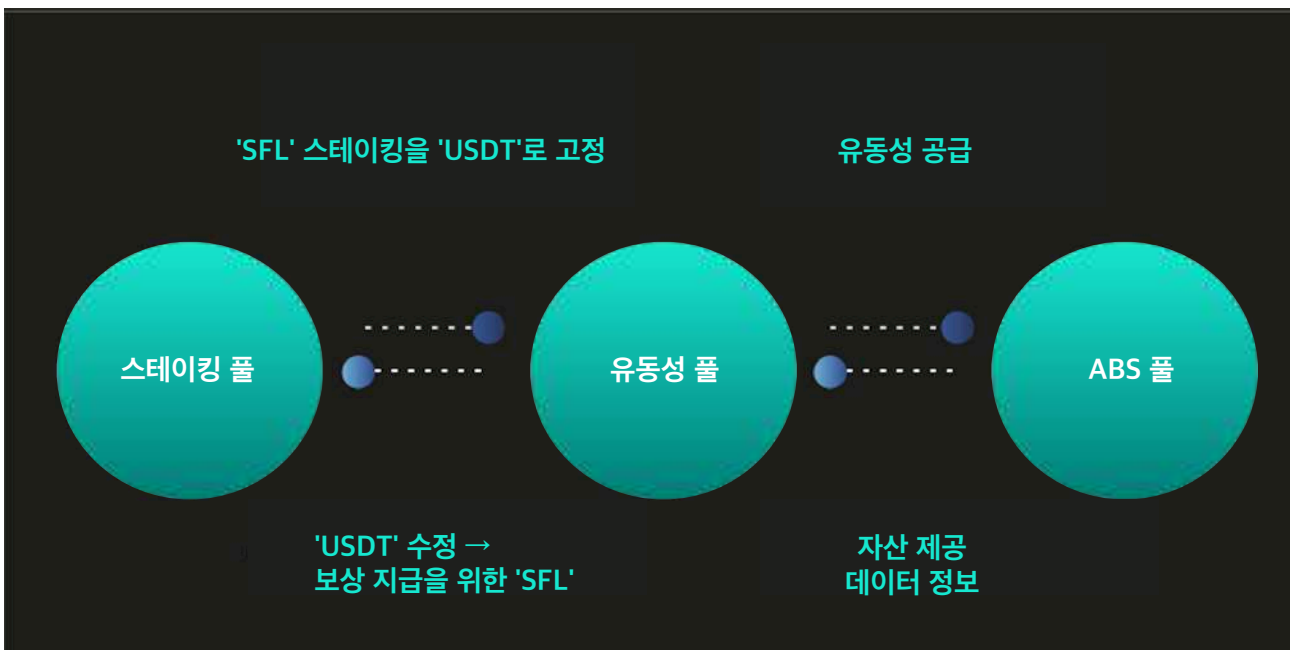 'SFL' 스테이킹을 'USDT'로 고정
유동성 공급
스테이킹 풀
유동성 풀
ABS 풀
'USDT' 수정 →
보상 지급을 위한 'SFL'
자산 제공
데이터 정보